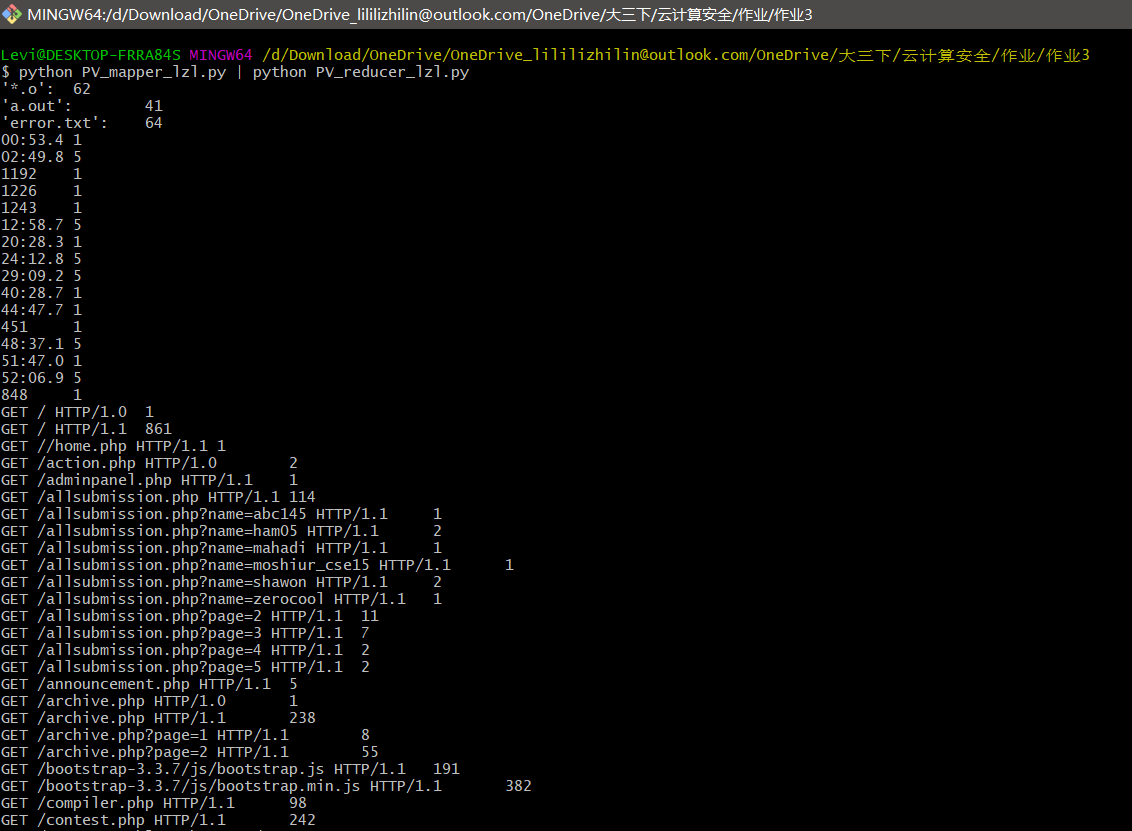 MINGW64:/d/Download/OneDrive/OneDrive_lililizhilin@outlook.com/OneDrive/大三下/云计算安全/作业/作业3
Levi@DESKTOP-FRRA84S MINGW64 /d/Download/OneDrive/OneDrive_lililizhilin@outlook.com/OneDrive/大三下/云计算安全/作业/作业3
$ python PV_mapper_lzl.py | python PV_reducer_lzl.py
'*.o':  62
'a.out':        41
'error.txt':    64
00:53.4 1
02:49.8 5
1192    1
1226    1
1243    1
12:58.7 5
20:28.3 1
24:12.8 5
29:09.2 5
40:28.7 1
44:47.7 1
451     1
48:37.1 5
51:47.0 1
52:06.9 5
848     1
GET / HTTP/1.0  1
GET / HTTP/1.1  861
GET //home.php HTTP/1.1 1
GET /action.php HTTP/1.0        2
GET /adminpanel.php HTTP/1.1    1
GET /allsubmission.php HTTP/1.1 114
GET /allsubmission.php?name=abc145 HTTP/1.1     1
GET /allsubmission.php?name=ham05 HTTP/1.1      2
GET /allsubmission.php?name=mahadi HTTP/1.1     1
GET /allsubmission.php?name=moshiur_cse15 HTTP/1.1      1
GET /allsubmission.php?name=shawon HTTP/1.1     2
GET /allsubmission.php?name=zerocool HTTP/1.1   1
GET /allsubmission.php?page=2 HTTP/1.1  11
GET /allsubmission.php?page=3 HTTP/1.1  7
GET /allsubmission.php?page=4 HTTP/1.1  2
GET /allsubmission.php?page=5 HTTP/1.1  2
GET /announcement.php HTTP/1.1  5
GET /archive.php HTTP/1.0       1
GET /archive.php HTTP/1.1       238
GET /archive.php?page=1 HTTP/1.1        8
GET /archive.php?page=2 HTTP/1.1        55
GET /bootstrap-3.3.7/js/bootstrap.js HTTP/1.1   191
GET /bootstrap-3.3.7/js/bootstrap.min.js HTTP/1.1       382
GET /compiler.php HTTP/1.1      98
GET /contest.php HTTP/1.1       242